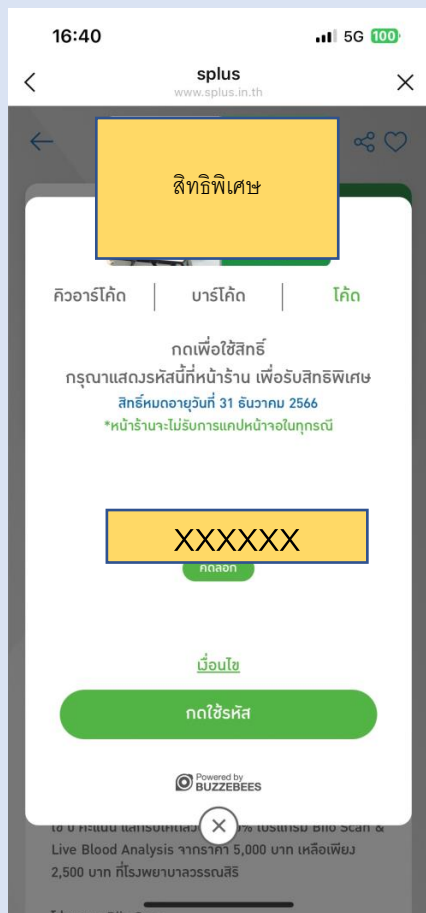 16:40
5G 100
splus
www.splus.in.th
สิทธิพิเศษ
คิวอาร์โค้ด บาร์โค้ด โค้ด
กดเพื่อใช้สิทธิ์
กรุณาแสดงรหัสนี้ที่หน้าร้าน เพื่อรับสิทธิพิเศษ
สิทธิ์หมดอายุวันที่ 31 ธันวาคม 2566
*หน้าร้านจะไม่รับการแคปหน้าจอในทุกรณี
XXXXXX
คัดลอก
เงื่อนไข
กดใช้รหัส
Powered by
BUZZEBEES
Bilo Scan &
Live Blood Analysis จากราคา 5,000 บาท เหลือเพียง
2,500 บาท ที่โรงพยาบาลวรรณสิริ